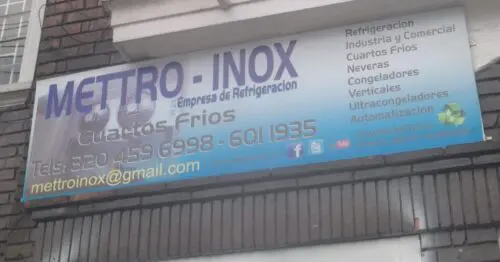 METTRO - INOX
Empresa de Refrigeracion
Cuartos Frios
Tels: 320 459 6998 - 601 1935
mettroinox@gmail.com
Refrigeracion
Industria y Comercial
Cuartos Frios
Neveras
Congeladores
Verticales
Ultracongeladores
Automatización